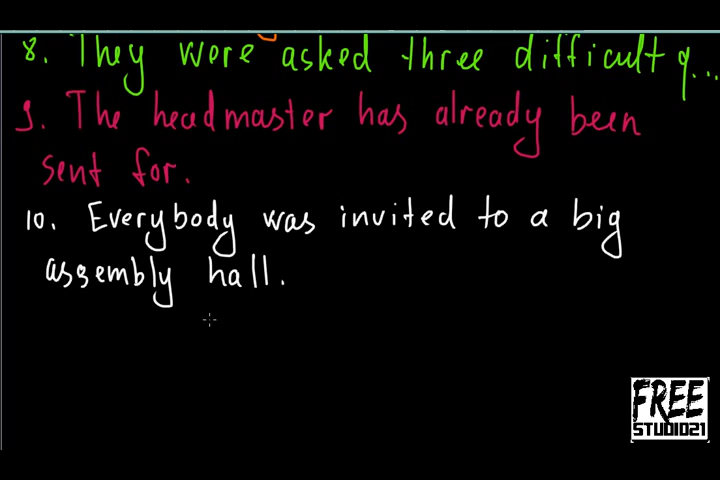 8. They were asked three difficult q...
9. The headmaster has already been
sent for.
10. Everybody was invited to a big
assembly hall.
FREE
STUDIO21